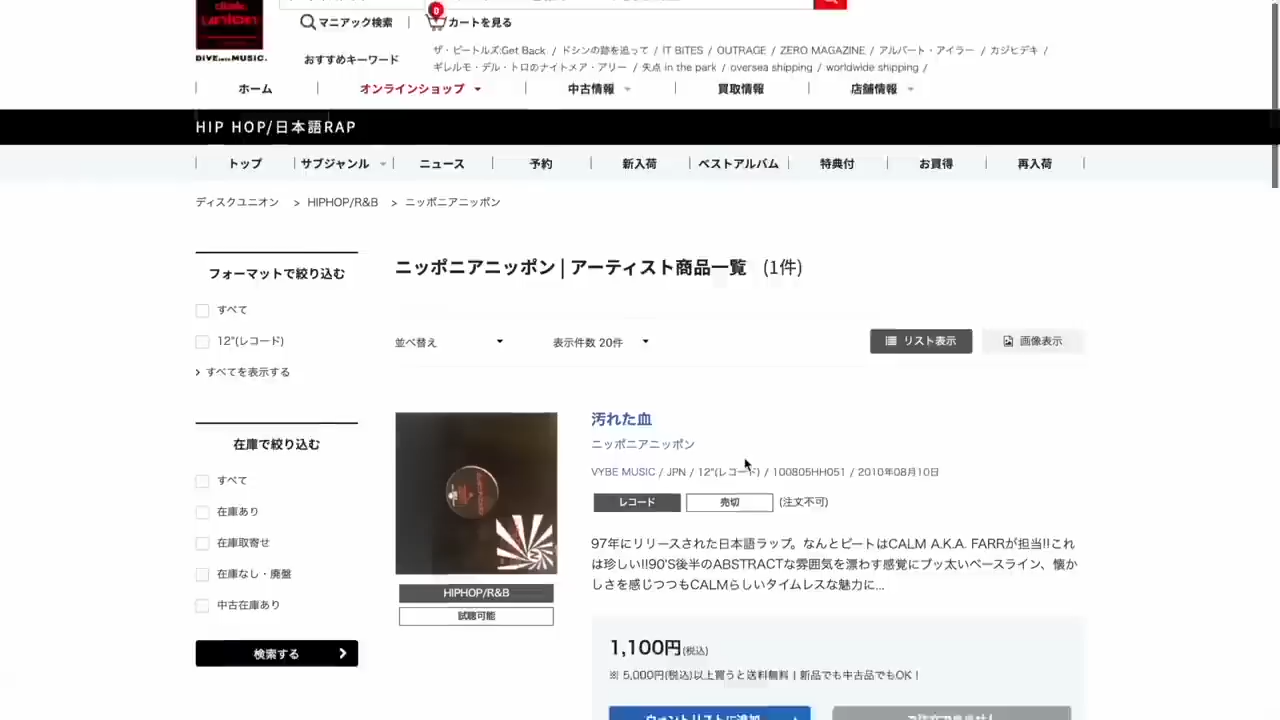 disk
union
DIVE INTO MUSIC.
マニアック検索
0
カートを見る
おすすめキーワード
ザ・ビートルズ:Get Back / ドシンの跡を追って / IT BITES / OUTRAGE / ZERO MAGAZINE / アルバート・アイラー / カジヒデキ /
ギレルモ・デル・トロのナイトメア・アリー / 失点 in the park / oversea shipping / worldwide shipping /
ホーム
オンラインショップ
中古情報
買取情報
店舗情報
HIP HOP/日本語RAP
トップ
サブジャンル
ニュース
予約
新入荷
ベストアルバム
特典付
お買得
再入荷
ディスクユニオン > HIPHOP/R&B > ニッポニアニッポン
フォーマットで絞り込む
すべて
12"(レコード)
すべてを表示する
在庫で絞り込む
すべて
在庫あり
在庫取寄せ
在庫なし・廃盤
中古在庫あり
検索する
ニッポニアニッポン | アーティスト商品一覧 (1件)
並べ替え
表示件数 20件
リスト表示
画像表示
HIPHOP/R&B
試聴可能
汚れた血
ニッポニアニッポン
VYBE MUSIC / JPN / 12"(レコード) / 100805HH051 / 2010年08月10日
レコード
売切
(注文不可)
97年にリリースされた日本語ラップ。なんとビートはCALM A.K.A. FARRが担当!!これ
は珍しい!!90'S後半のABSTRACTな雰囲気を漂わす感覚にブッ太いベースライン、懐か
しさを感じつつもCALMらしいタイムレスな魅力に...
1,100円(税込)
※ 5,000円(税込)以上買うと送料無料!新品でも中古品でもOK!
ウォントリストに追加